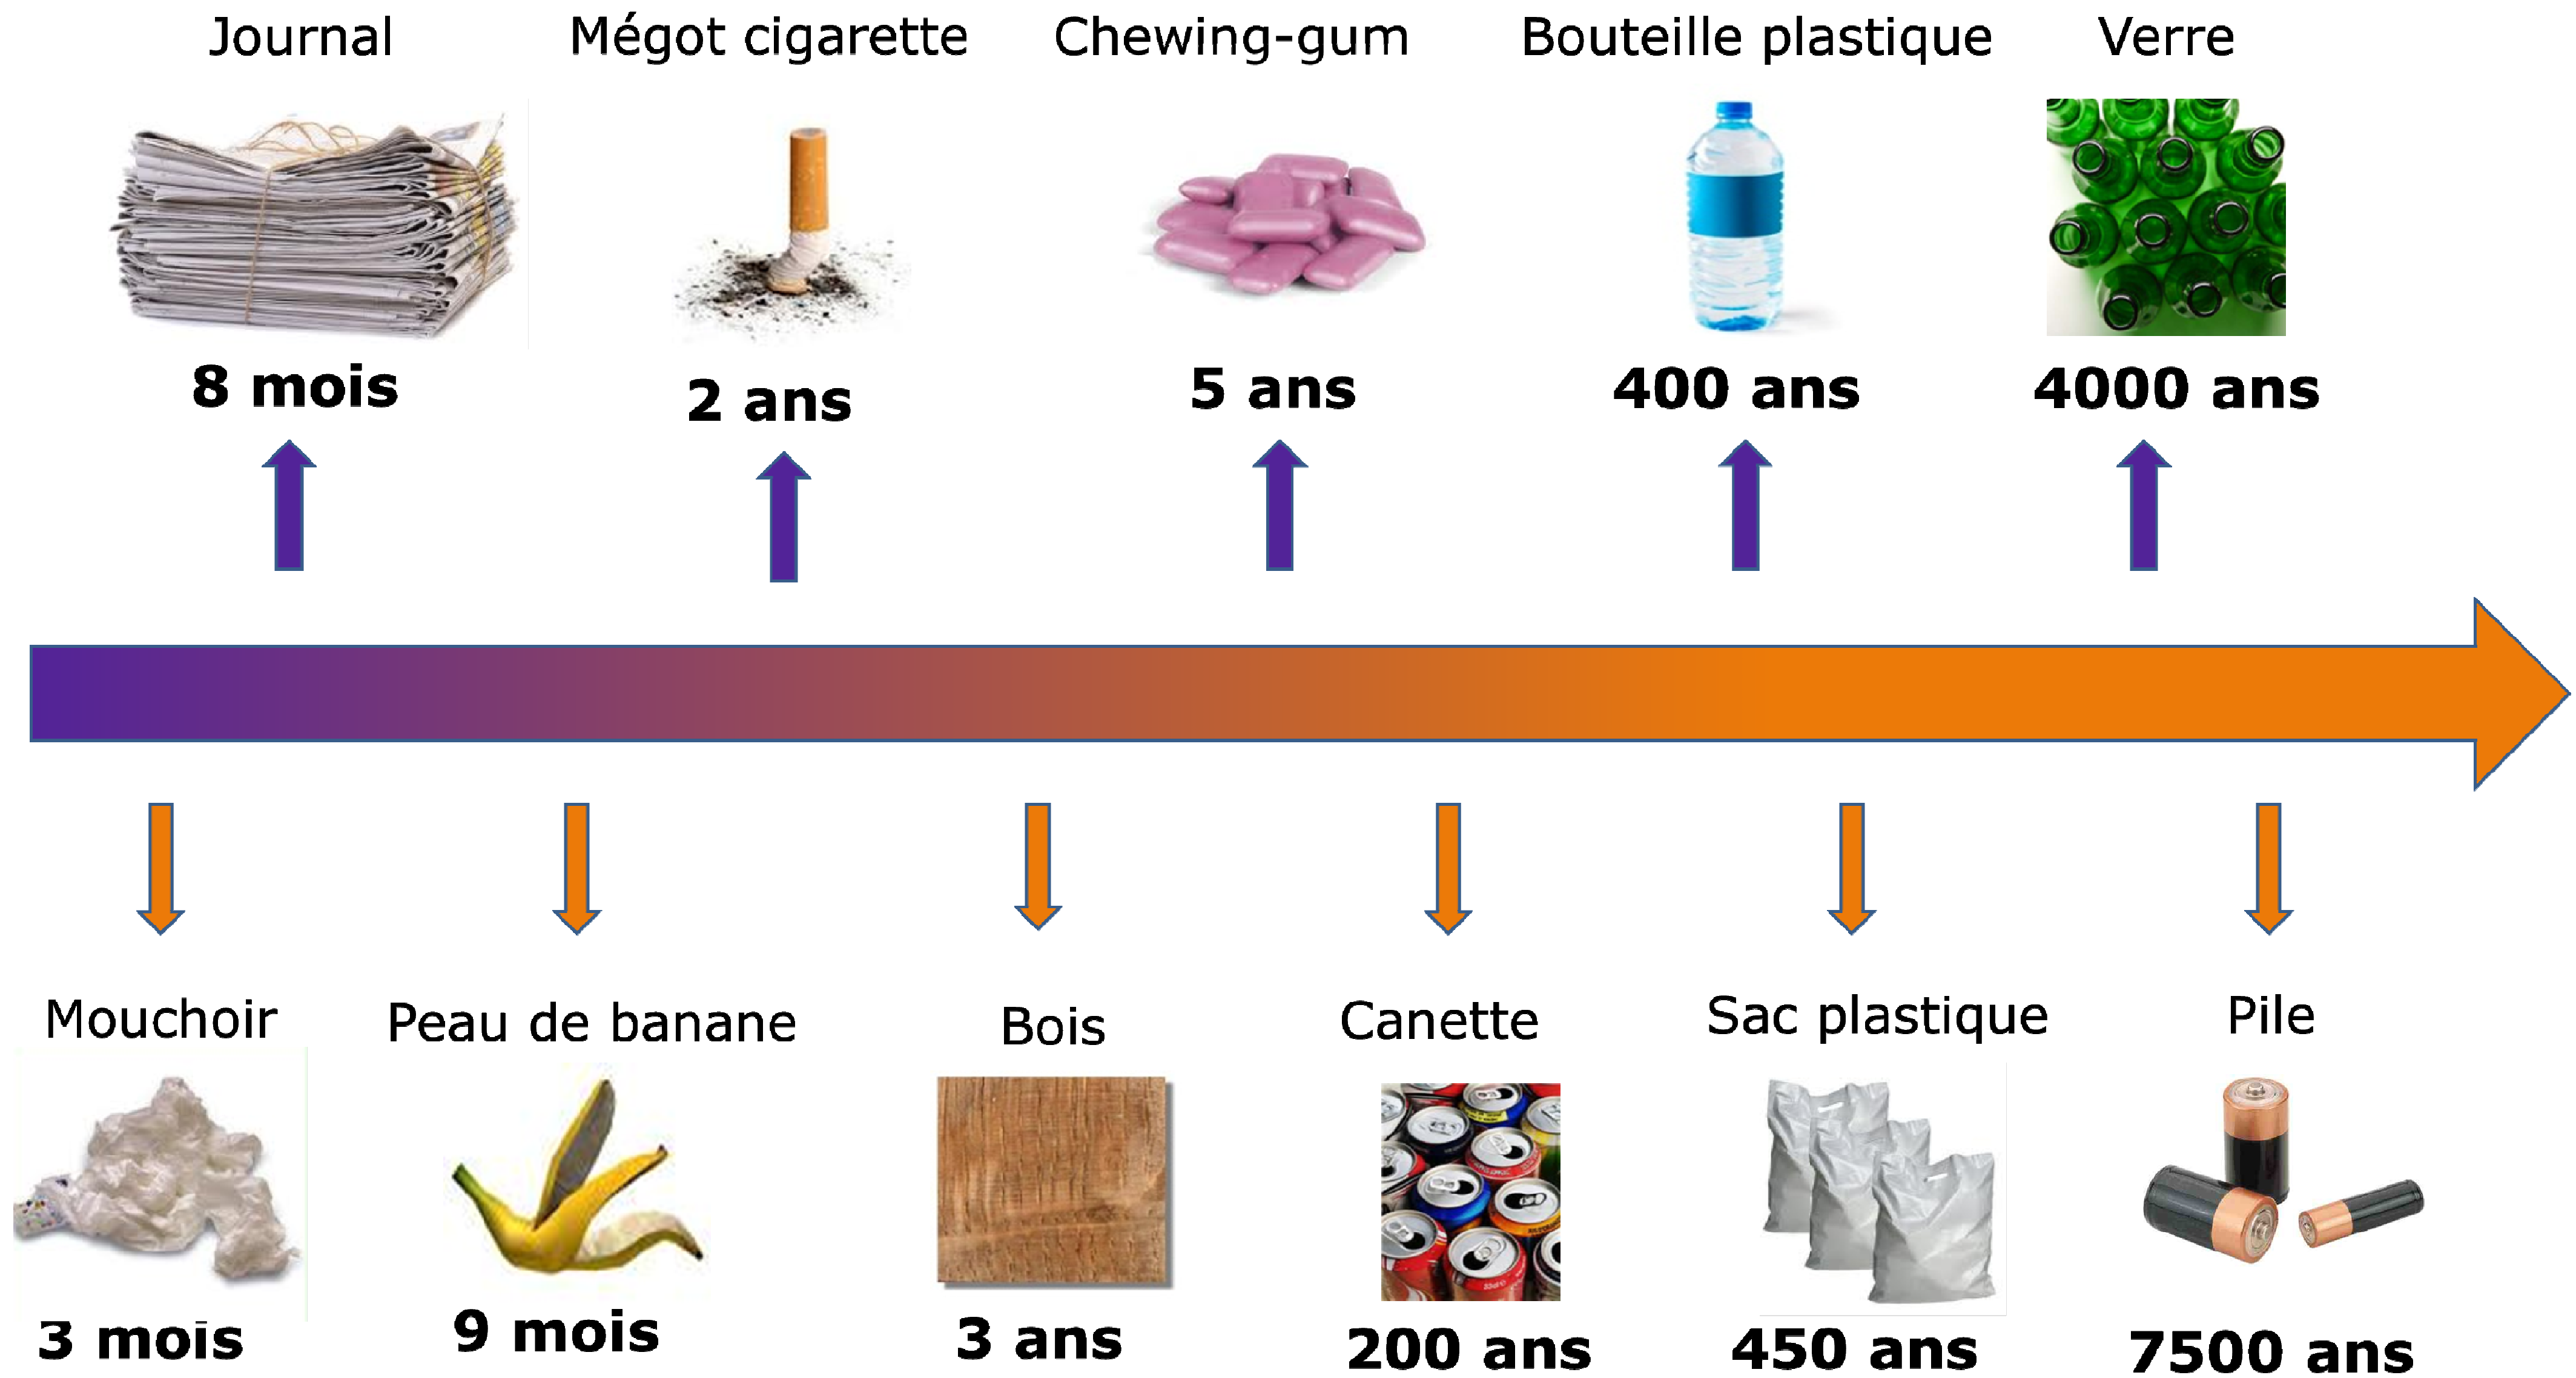 Journal
Mégot cigarette
Chewing-gum
Bouteille plastique
Verre
8 mois
2 ans
5 ans
400 ans
4000 ans
Mouchoir
Peau de banane
Bois
Canette
Sac plastique
Pile
3 mois
9 mois
3 ans
200 ans
450 ans
7500 ans